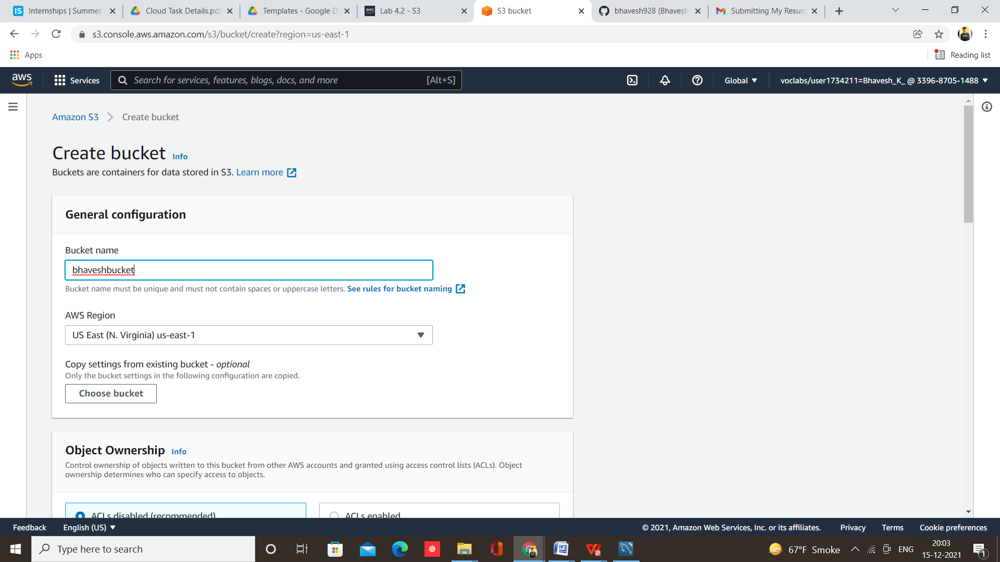 Internships | Summer
Cloud Task Details.pdf
Templates - Google D
aws
Lab 4.2 - S3
S3 bucket
bhavesh928 (Bhavesh
Submitting My Resum
s3.console.aws.amazon.com/s3/bucket/create?region=us-east-1
Apps
Reading list
aws
Services
Search for services, features, blogs, docs, and more
[Alt+S]
Global
voclabs/user1734211=Bhavesh_K_ @ 3396-8705-1488
Amazon S3
Create bucket
Create bucket Info
Buckets are containers for data stored in S3. Learn more
General configuration
Bucket name
bhaveshbucket
Bucket name must be unique and must not contain spaces or uppercase letters. See rules for bucket naming
AWS Region
US East (N. Virginia) us-east-1
Copy settings from existing bucket - optional
Only the bucket settings in the following configuration are copied.
Choose bucket
Object Ownership Info
Control ownership of objects written to this bucket from other AWS accounts and granted using access control lists (ACLs). Object
ownership determines who can specify access to objects.
ACLs disabled (recommended)
ACLs enabled
Feedback
English (US)
© 2021, Amazon Web Services, Inc. or its affiliates.
Privacy
Terms
Cookie preferences
Type here to search
67°F Smoke
ENG
20:03
15-12-2021
1